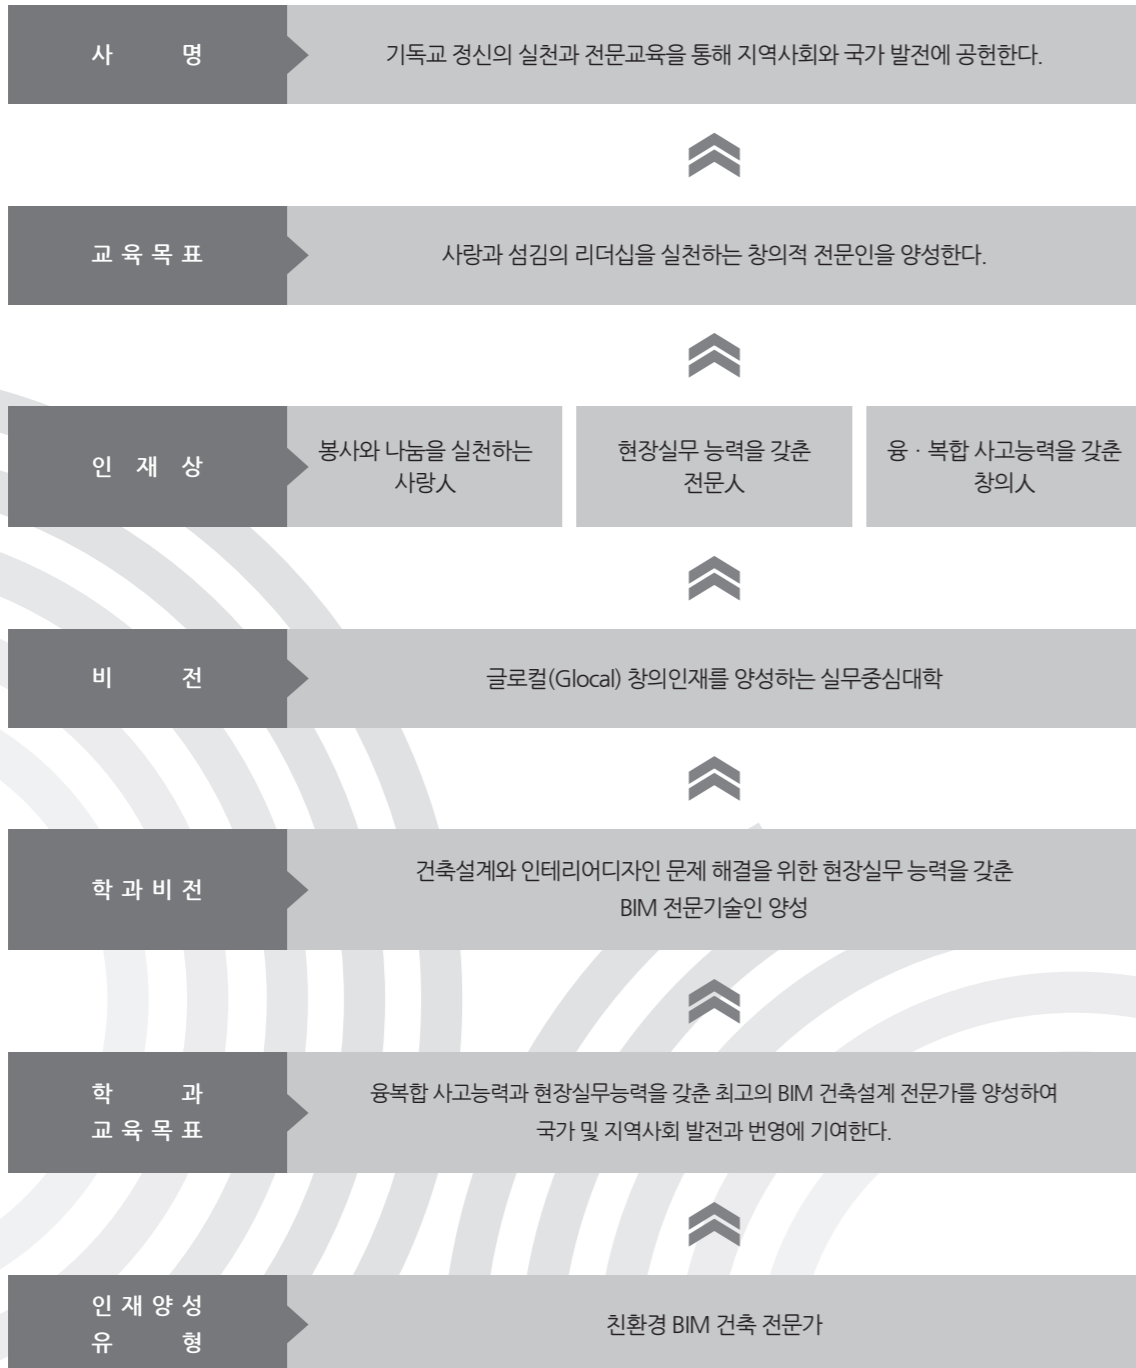 사 명
기독교 정신의 실천과 전문교육을 통해 지역사회와 국가 발전에 공헌한다.
교육목표
사랑과 섬김의 리더십을 실천하는 창의적 전문인을 양성한다.
인 재 상
봉사와 나눔을 실천하는
사랑人
현장실무 능력을 갖춘
전문人
융 · 복합 사고능력을 갖춘
창의人
비 전
글로컬(Glocal) 창의인재를 양성하는 실무중심대학
학과비전
건축설계와 인테리어디자인 문제 해결을 위한 현장실무 능력을 갖춘
BIM 전문기술인 양성
학 과
교육목표
융복합 사고능력과 현장실무능력을 갖춘 최고의 BIM 건축설계 전문가를 양성하여
국가 및 지역사회 발전과 번영에 기여한다.
인재양성
유 형
친환경 BIM 건축 전문가